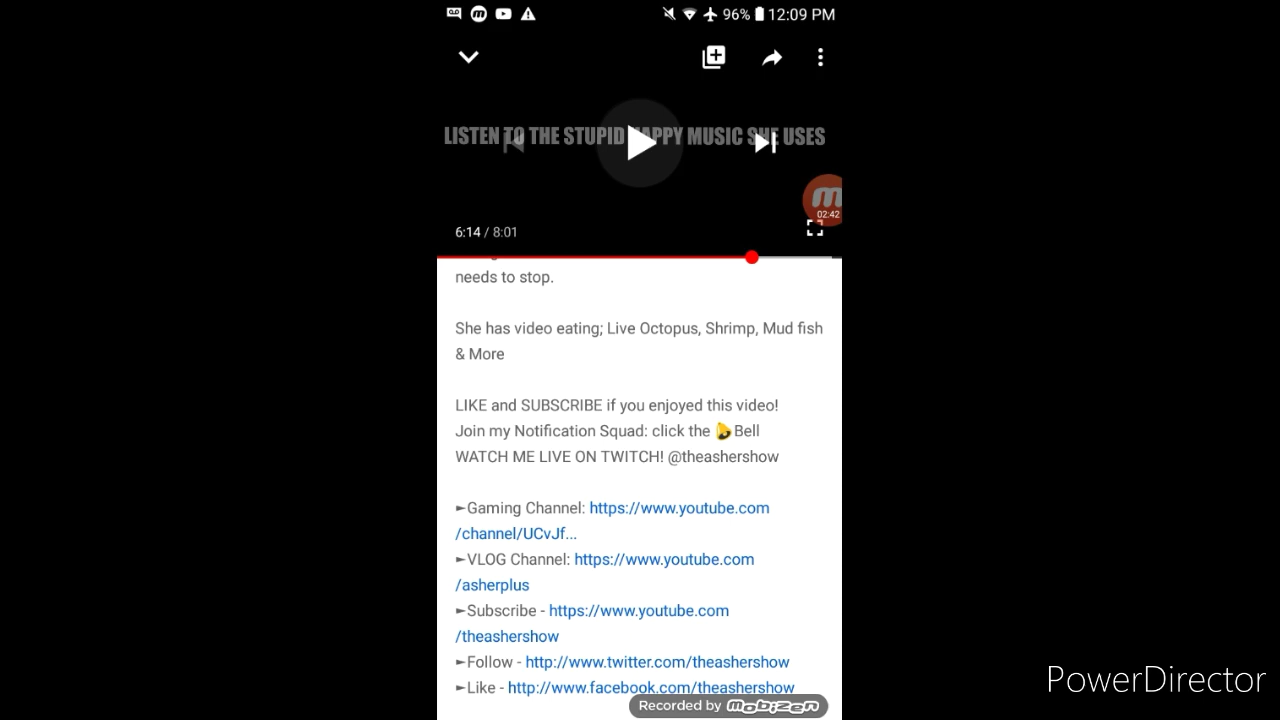 96% 12:09 PM
LISTEN TO THE STUPID HAPPY MUSIC SHE USES
02:42
6:14 / 8:01
needs to stop.
She has video eating; Live Octopus, Shrimp, Mud fish
& More
LIKE and SUBSCRIBE if you enjoyed this video!
Join my Notification Squad: click the 🔔Bell
WATCH ME LIVE ON TWITCH! @theashershow
►Gaming Channel: https://www.youtube.com
/channel/UCvJf...
►VLOG Channel: https://www.youtube.com
/asherplus
►Subscribe - https://www.youtube.com
/theashershow
►Follow - http://www.twitter.com/theashershow
►Like - http://www.facebook.com/theashershow
Recorded by mobizen
PowerDirector